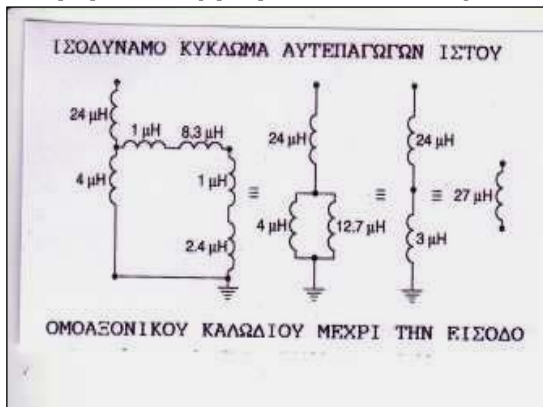 ΙΣΟΔΥΝΑΜΟ ΚΥΚΛΩΜΑ ΑΥΤΕΠΑΓΩΓΩΝ ΙΣΤΟΥ
24 μH
1 μH
8.3 μH
4 μH
1 μH
2.4 μH
≡
24 μH
4 μH
12.7 μH
≡
24 μH
3 μH
≡
27 μH
ΟΜΟΑΞΟΝΙΚΟΥ ΚΑΛΩΔΙΟΥ ΜΕΧΡΙ ΤΗΝ ΕΙΣΟΔΟ